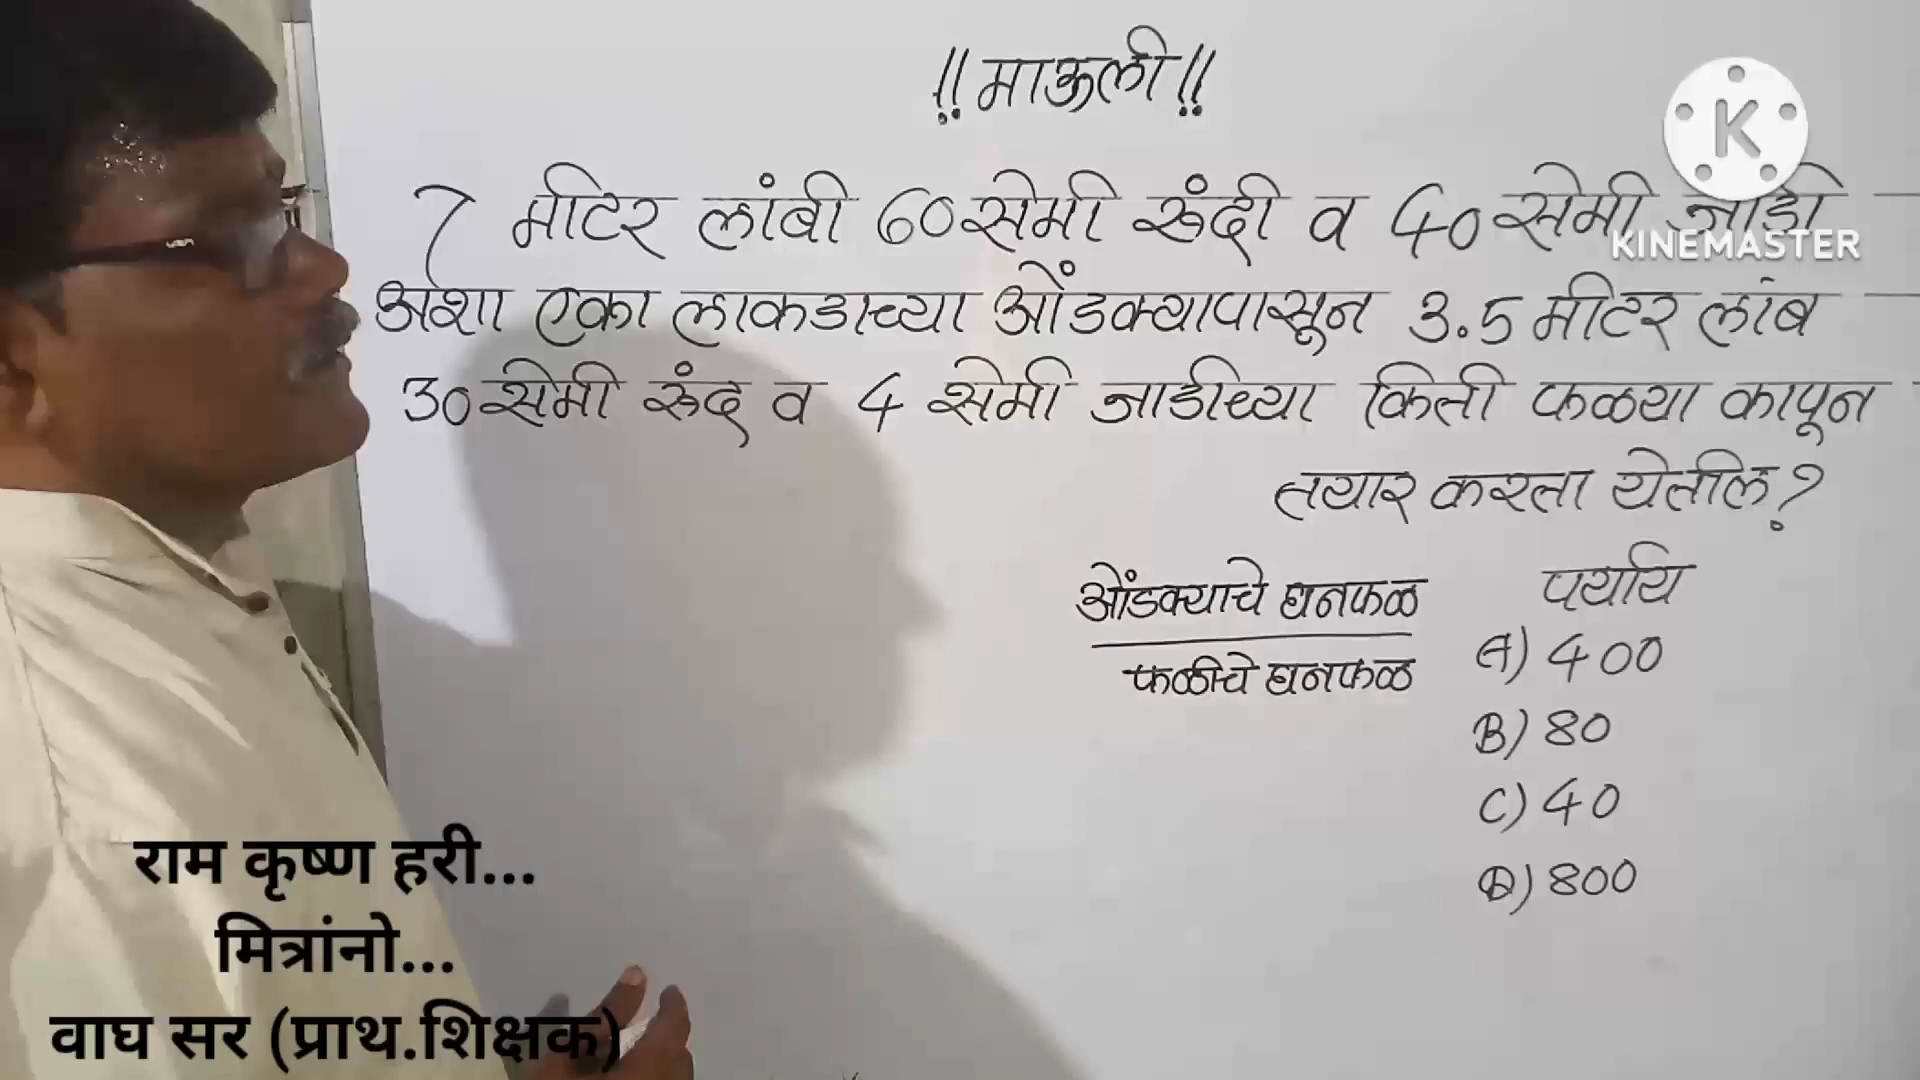 !! माऊली !!
K
KINEMASTER
7 मीटर लांबी 60 सेमी रुंदी व 40 सेमी जाडी
अशा एका लाकडाच्या ओंडक्यापासून 3.5 मीटर लांब
30 सेमी रुंद व 4 सेमी जाडीच्या किती फळ्या कापून
तयार करता येतील?
ओंडक्याचे घनफळ
फळीचे घनफळ
पर्याय
A) 400
B) 80
C) 40
D) 800
राम कृष्ण हरी...
मित्रांनो...
वाघ सर (प्राथ.शिक्षक)